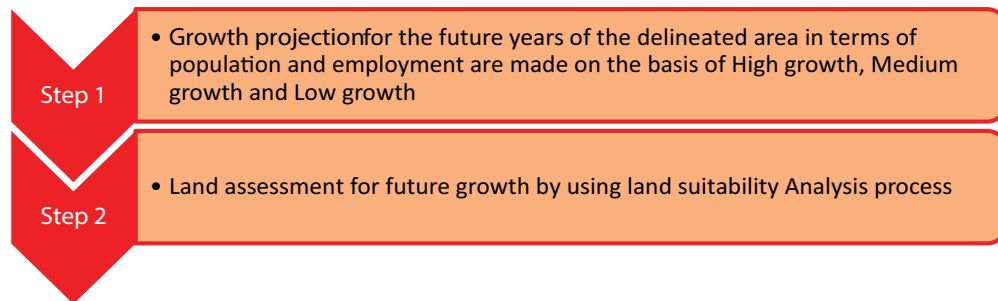 Step 1
• Growth projectionfor the future years of the delineated area in terms of
population and employment are made on the basis of High growth, Medium
growth and Low growth
Step 2
• Land assessment for future growth by using land suitability Analysis process